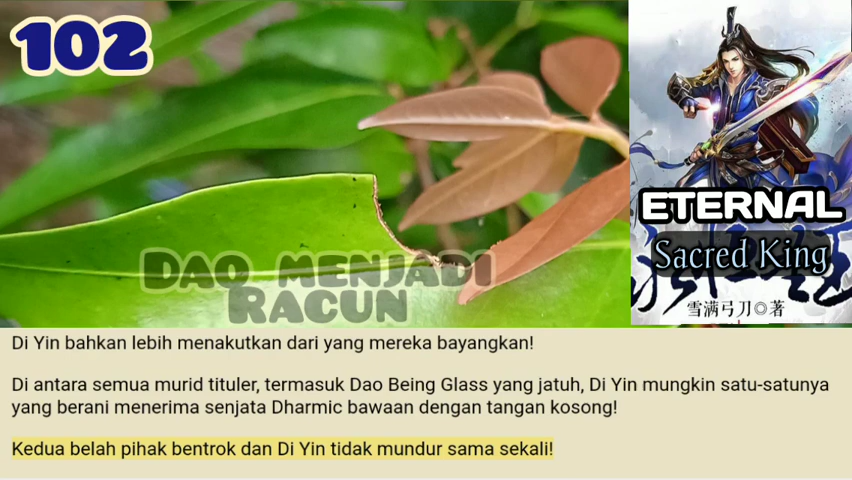 102
DAO MENJADI
RACUN
ETERNAL
Sacred King
雪满弓刀◎著
Di Yin bahkan lebih menakutkan dari yang mereka bayangkan!
Di antara semua murid tituler, termasuk Dao Being Glass yang jatuh, Di Yin mungkin satu-satunya
yang berani menerima senjata Dharmic bawaan dengan tangan kosong!
Kedua belah pihak bentrok dan Di Yin tidak mundur sama sekali!